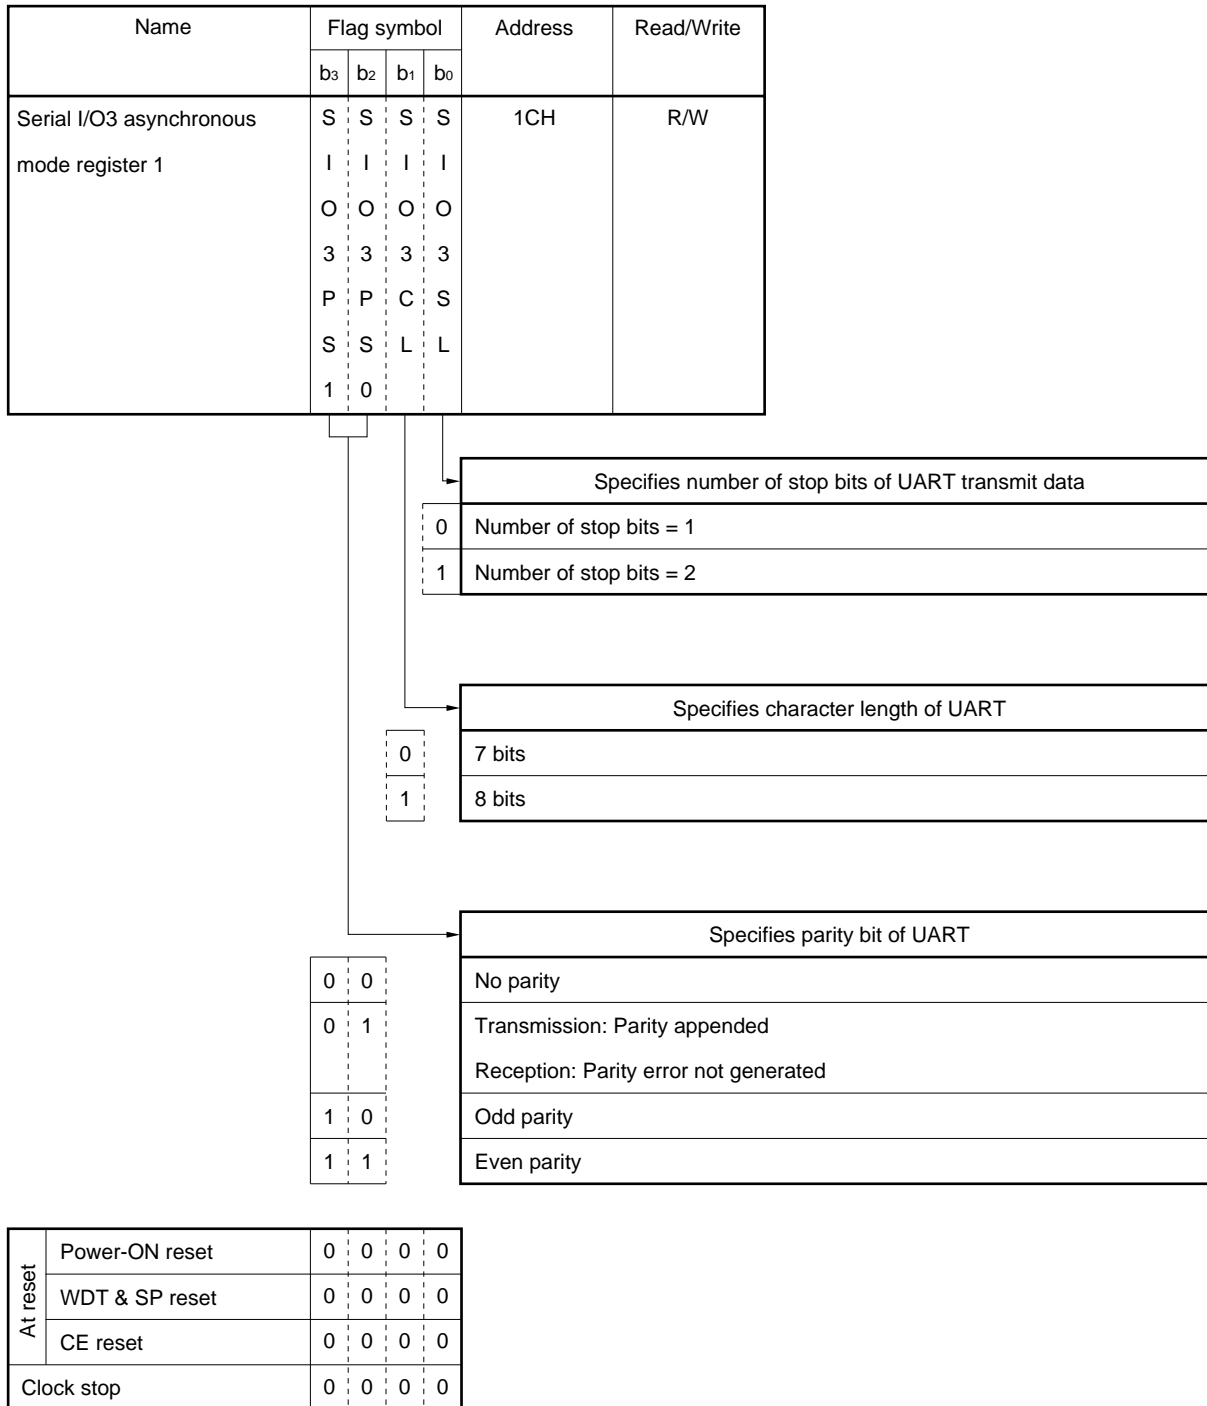 Name Flag symbol Address Read/Write
b3 b2 b1 b0
Serial I/O3 asynchronous S S S S 1CH R/W
mode register 1 I I I I
O O O O
3 3 3 3
P P C S
S S L L
1 0
Specifies number of stop bits of UART transmit data
0 Number of stop bits = 1
1 Number of stop bits = 2
Specifies character length of UART
0 7 bits
1 8 bits
Specifies parity bit of UART
0 0 No parity
0 1 Transmission: Parity appended
Reception: Parity error not generated
1 0 Odd parity
1 1 Even parity
At reset
Power-ON reset 0 0 0 0
WDT & SP reset 0 0 0 0
CE reset 0 0 0 0
Clock stop 0 0 0 0